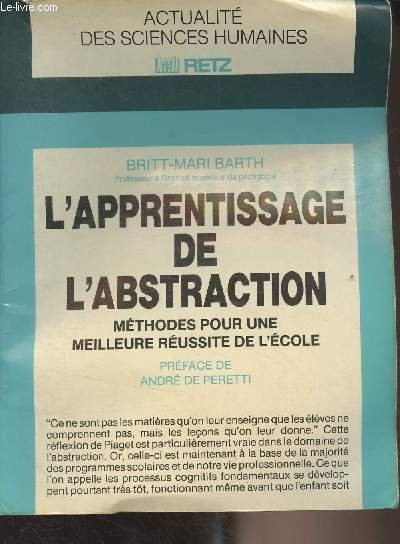 Le-livre.com
ACTUALITÉ
DES SCIENCES HUMAINES
RETZ
BRITT-MARI BARTH
Professeur à l'Institut supérieur de pédagogie
L'APPRENTISSAGE
DE
L'ABSTRACTION
MÉTHODES POUR UNE
MEILLEURE RÉUSSITE DE L'ÉCOLE
PRÉFACE DE
ANDRÉ DE PERETTI
"Ce ne sont pas les matières qu'on leur enseigne que les élèves ne
comprennent pas, mais les leçons qu'on leur donne." Cette
réflexion de Piaget est particulièrement vraie dans le domaine de
l'abstraction. Or, celle-ci est maintenant à la base de la majorité
des programmes scolaires et de notre vie professionnelle. Ce que
l'on appelle les processus cognitifs fondamentaux se dévelop-
pent pourtant très tôt, fonctionnant même avant que l'enfant soit